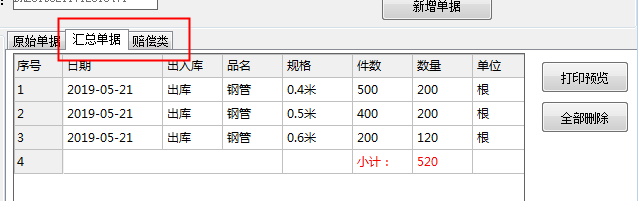 新增单据
原始单据 汇总单据 赔偿类
序号 日期 出入库 品名 规格 件数 数量 单位
1 2019-05-21 出库 钢管 0.4米 500 200 根
2 2019-05-21 出库 钢管 0.5米 400 200 根
3 2019-05-21 出库 钢管 0.6米 200 120 根
4 小计： 520
打印预览
全部删除